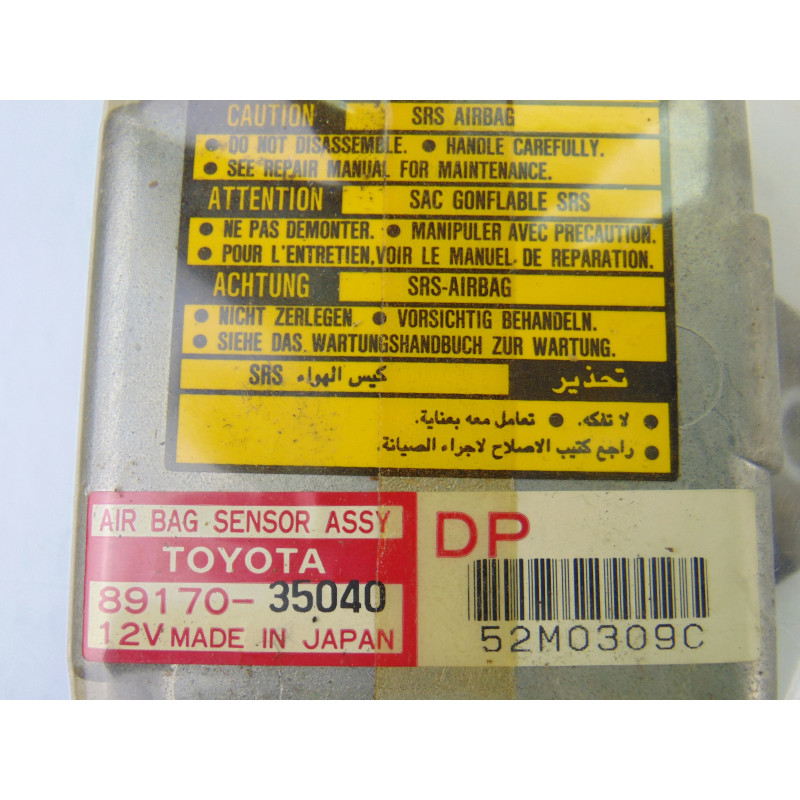 CAUTION SRS AIRBAG
● DO NOT DISASSEMBLE. ● HANDLE CAREFULLY.
● SEE REPAIR MANUAL FOR MAINTENANCE.
ATTENTION SAC GONFLABLE SRS
● NE PAS DEMONTER. ● MANIPULER AVEC PRECAUTION.
● POUR L'ENTRETIEN, VOIR LE MANUEL DE REPARATION.
ACHTUNG SRS-AIRBAG
● NICHT ZERLEGEN. ● VORSICHTIG BEHANDELN.
● SIEHE DAS WARTUNGSHANDBUCH ZUR WARTUNG.
تحذير كيس الهواء SRS
● لا تفكه. ● تعامل معه بعناية.
● راجع كتيب الاصلاح لاجراء الصيانة.
AIR BAG SENSOR ASSY
TOYOTA
89170-35040
12V MADE IN JAPAN
DP
52M0309C